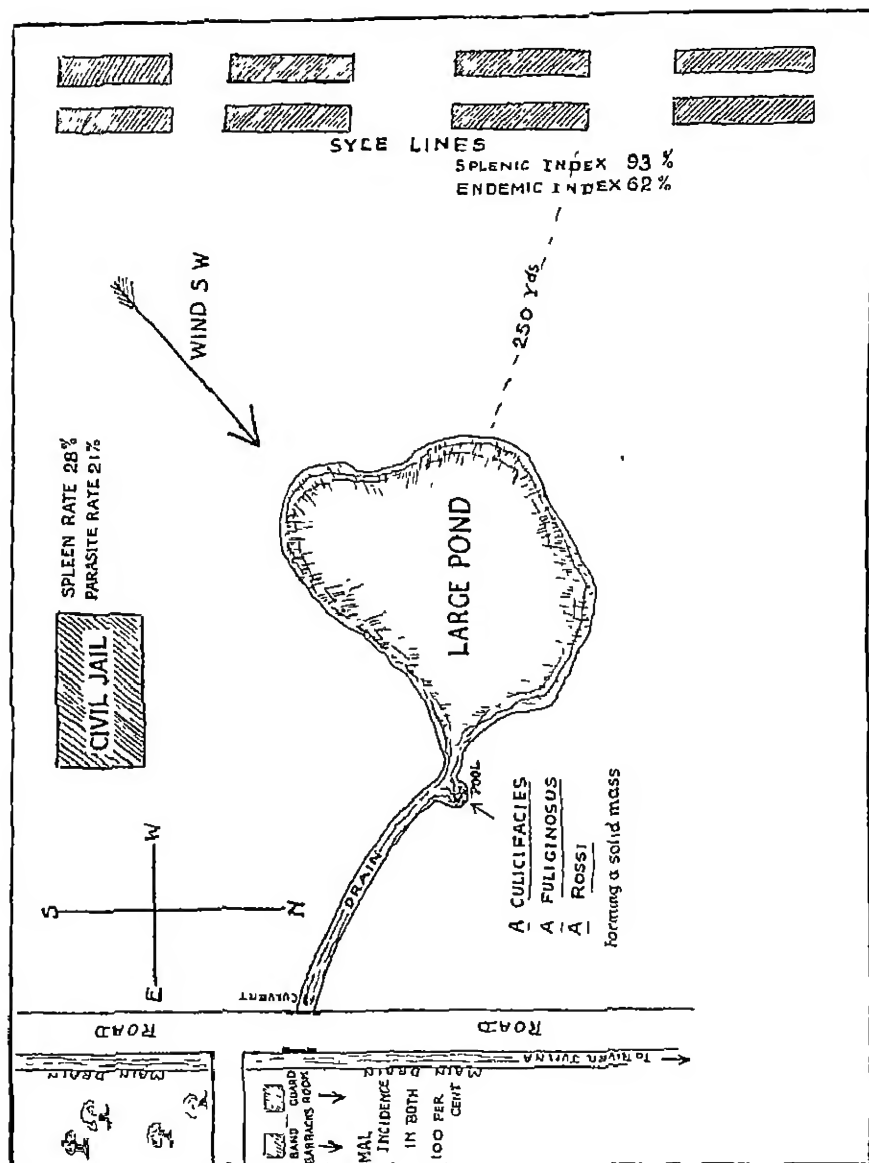 SYCE LINES
SPLENIC INDEX 93 %
ENDEMIC INDEX 62 %
WIND S W
250 Yds
SPLEEN RATE 28%
PARASITE RATE 21%
CIVIL JAIL
LARGE POND
POOL
DRAIN
A CULICIFACIES
A FULIGINOSUS
A ROSSI
Forming a solid mass
S
W
N
E
CULVERT
ROAD
ROAD
MAIN DRAIN
MAIN DRAIN
TO RIVER JUMNA
BAND BARRACKS
GUARD ROOM
MAL
INCIDENCE
IN BOTH
100 PER
CENT